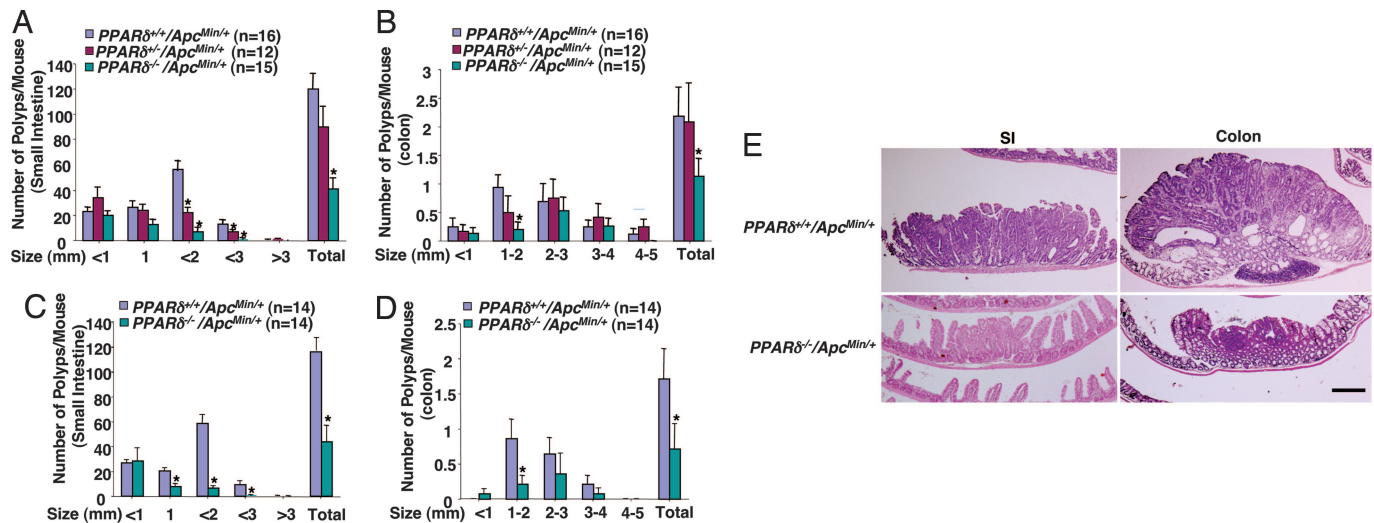 A
PPARδ+/+/ApcMin/+ (n=16)
PPARδ+/-/ApcMin/+ (n=12)
PPARδ-/-/ApcMin/+ (n=15)
Number of Polyps/Mouse
(Small Intestine)
140
120
100
80
60
40
20
0
* * * * *
Size (mm) <1 1 <2 <3 >3 Total
B
PPARδ+/+/ApcMin/+ (n=16)
PPARδ+/-/ApcMin/+ (n=12)
PPARδ-/-/ApcMin/+ (n=15)
Number of Polyps/Mouse
(colon)
3
2.5
2
1.5
1
0.5
0
* *
Size (mm) <1 1-2 2-3 3-4 4-5 Total
C
PPARδ+/+/ApcMin/+ (n=14)
PPARδ-/-/ApcMin/+ (n=14)
Number of Polyps/Mouse
(Small Intestine)
140
120
100
80
60
40
20
0
* * * *
Size (mm) <1 1 <2 <3 >3 Total
D
PPARδ+/+/ApcMin/+ (n=14)
PPARδ-/-/ApcMin/+ (n=14)
Number of Polyps/Mouse
(colon)
2.5
2
1.5
1
0.5
0
* *
Size (mm) <1 1-2 2-3 3-4 4-5 Total
E
SI Colon
PPARδ+/+/ApcMin/+
PPARδ-/-/ApcMin/+